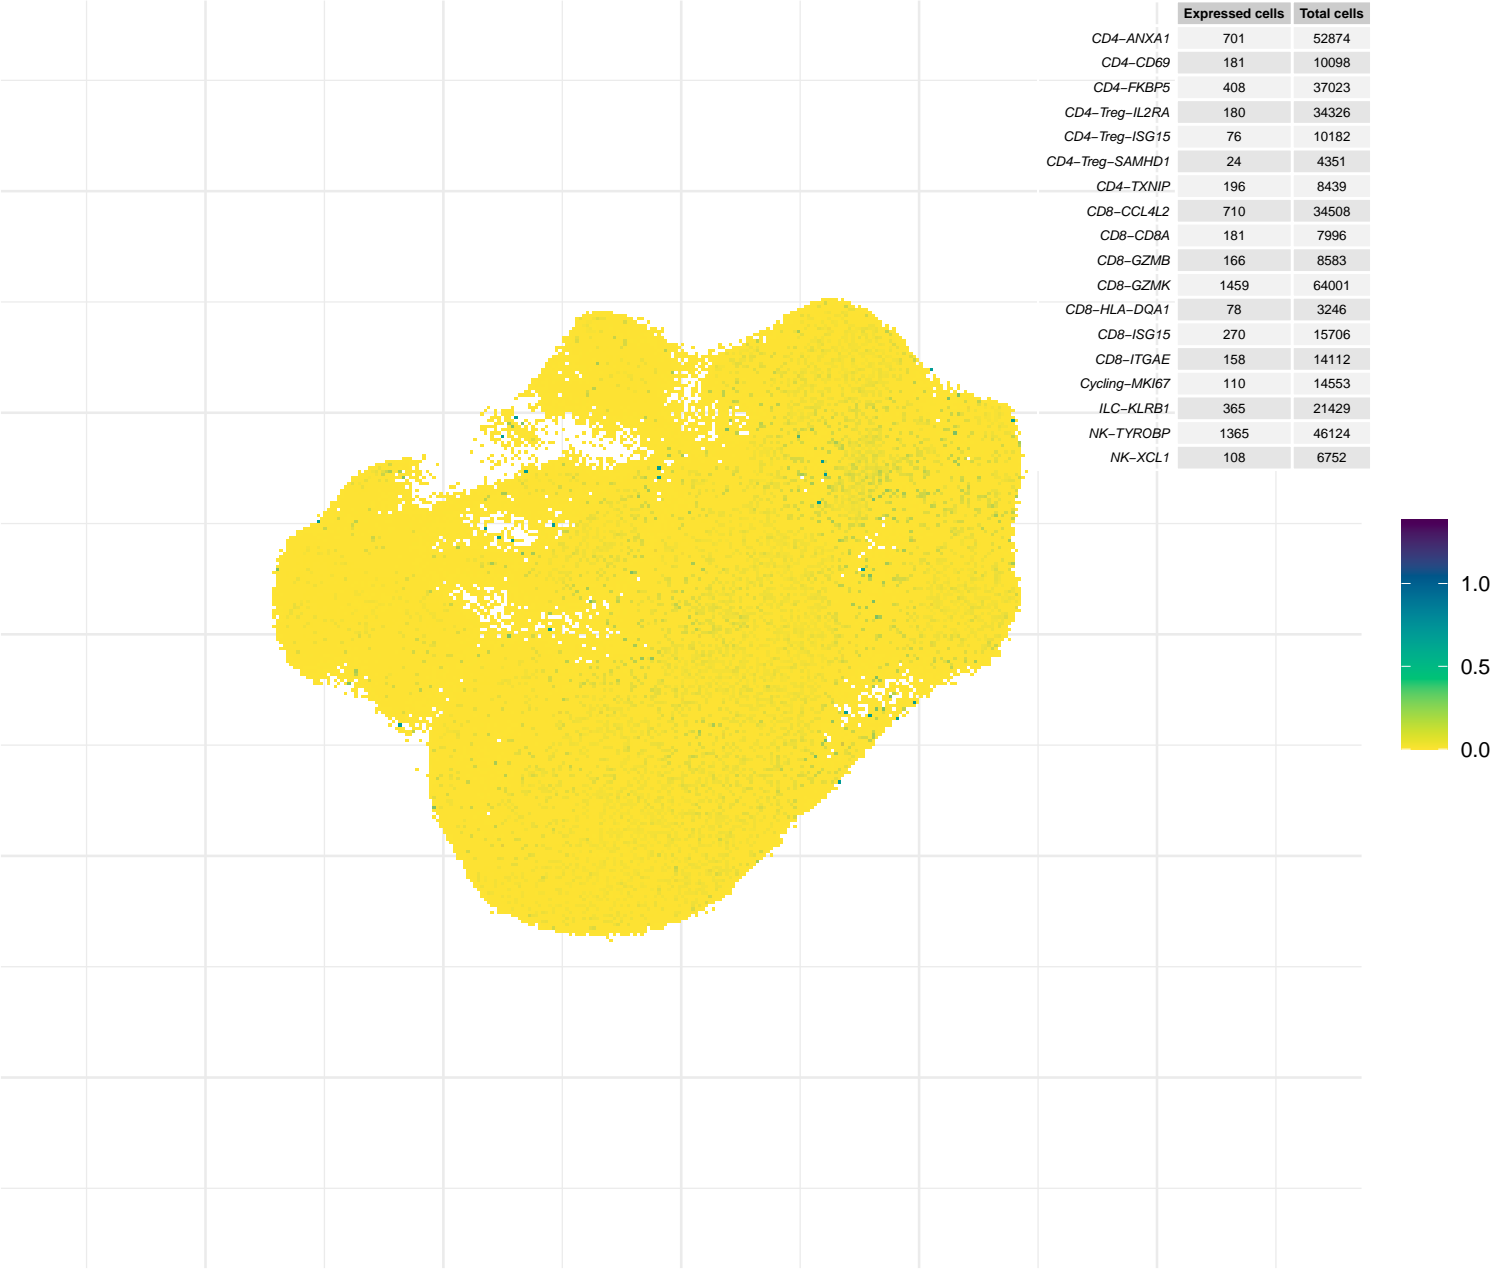 Expressed cells Total cells
CD4−ANXA1 701 52874
CD4−CD69 181 10098
CD4−FKBP5 408 37023
CD4−Treg−IL2RA 180 34326
CD4−Treg−ISG15 76 10182
CD4−Treg−SAMHD1 24 4351
CD4−TXNIP 196 8439
CD8−CCL4L2 710 34508
CD8−CD8A 181 7996
CD8−GZMB 166 8583
CD8−GZMK 1459 64001
CD8−HLA−DQA1 78 3246
CD8−ISG15 270 15706
CD8−ITGAE 158 14112
Cycling−MKI67 110 14553
ILC−KLRB1 365 21429
NK−TYROBP 1365 46124
NK−XCL1 108 6752
1.0
0.5
0.0